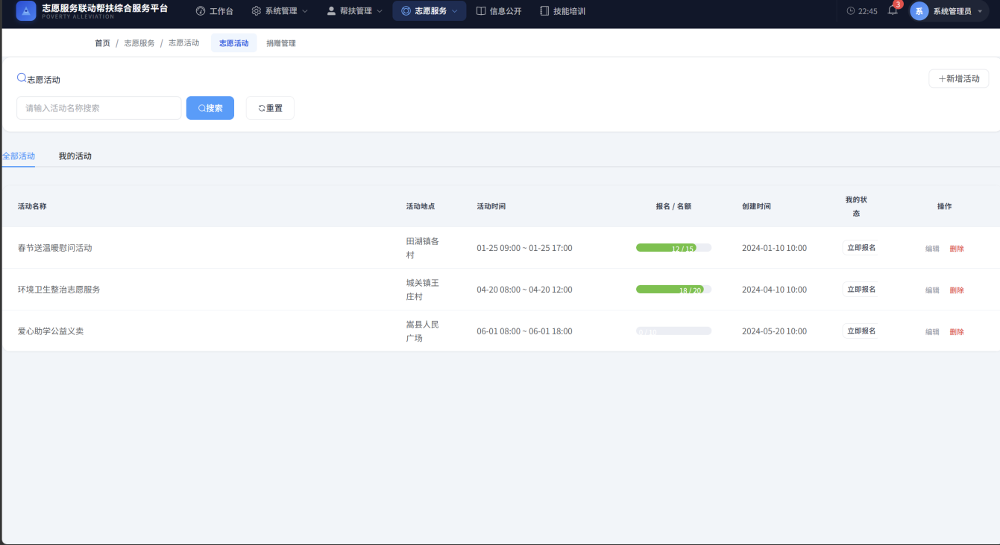 志愿服务联动帮扶综合服务平台
POVERTY ALLEVIATION
工作台 系统管理 帮扶管理 志愿服务 信息公开 技能培训
22:45 3 系 系统管理员
首页 / 志愿服务 / 志愿活动 志愿活动 捐赠管理
志愿活动
+新增活动
请输入活动名称搜索 搜索 重置
全部活动 我的活动
活动名称 活动地点 活动时间 报名 / 名额 创建时间 我的状态 操作
春节送温暖慰问活动 田湖镇各村 01-25 09:00 ~ 01-25 17:00 12 / 15 2024-01-10 10:00 立即报名 编辑 删除
环境卫生整治志愿服务 城关镇王庄村 04-20 08:00 ~ 04-20 12:00 18 / 20 2024-04-10 10:00 立即报名 编辑 删除
爱心助学公益义卖 嵩县人民广场 06-01 08:00 ~ 06-01 18:00 0 / 10 2024-05-20 10:00 立即报名 编辑 删除